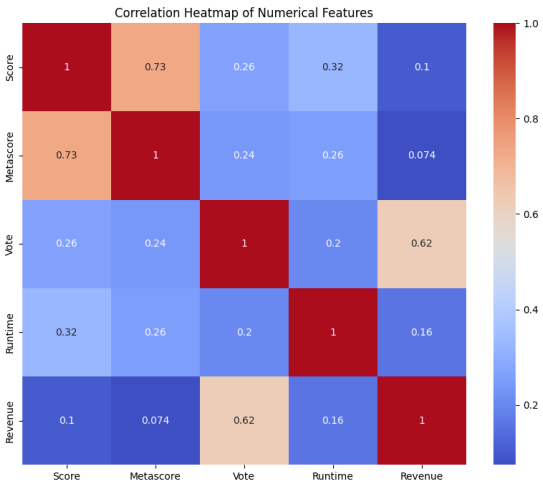 Correlation Heatmap of Numerical Features
Score 1 0.73 0.26 0.32 0.1
Metascore 0.73 1 0.24 0.26 0.074
Vote 0.26 0.24 1 0.2 0.62
Runtime 0.32 0.26 0.2 1 0.16
Revenue 0.1 0.074 0.62 0.16 1
Score Metascore Vote Runtime Revenue
1.0
0.8
0.6
0.4
0.2